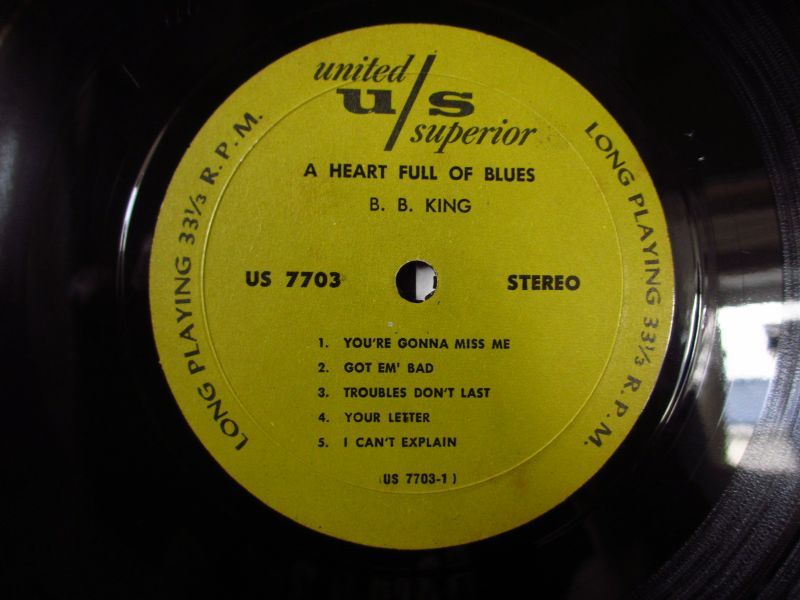 united
u/s
superior
A HEART FULL OF BLUES
B. B. KING
US 7703
STEREO
1. YOU'RE GONNA MISS ME
2. GOT EM' BAD
3. TROUBLES DON'T LAST
4. YOUR LETTER
5. I CAN'T EXPLAIN
(US 7703-1)
LONG PLAYING 33⅓ R.P.M.
LONG PLAYING 33⅓ R.P.M.